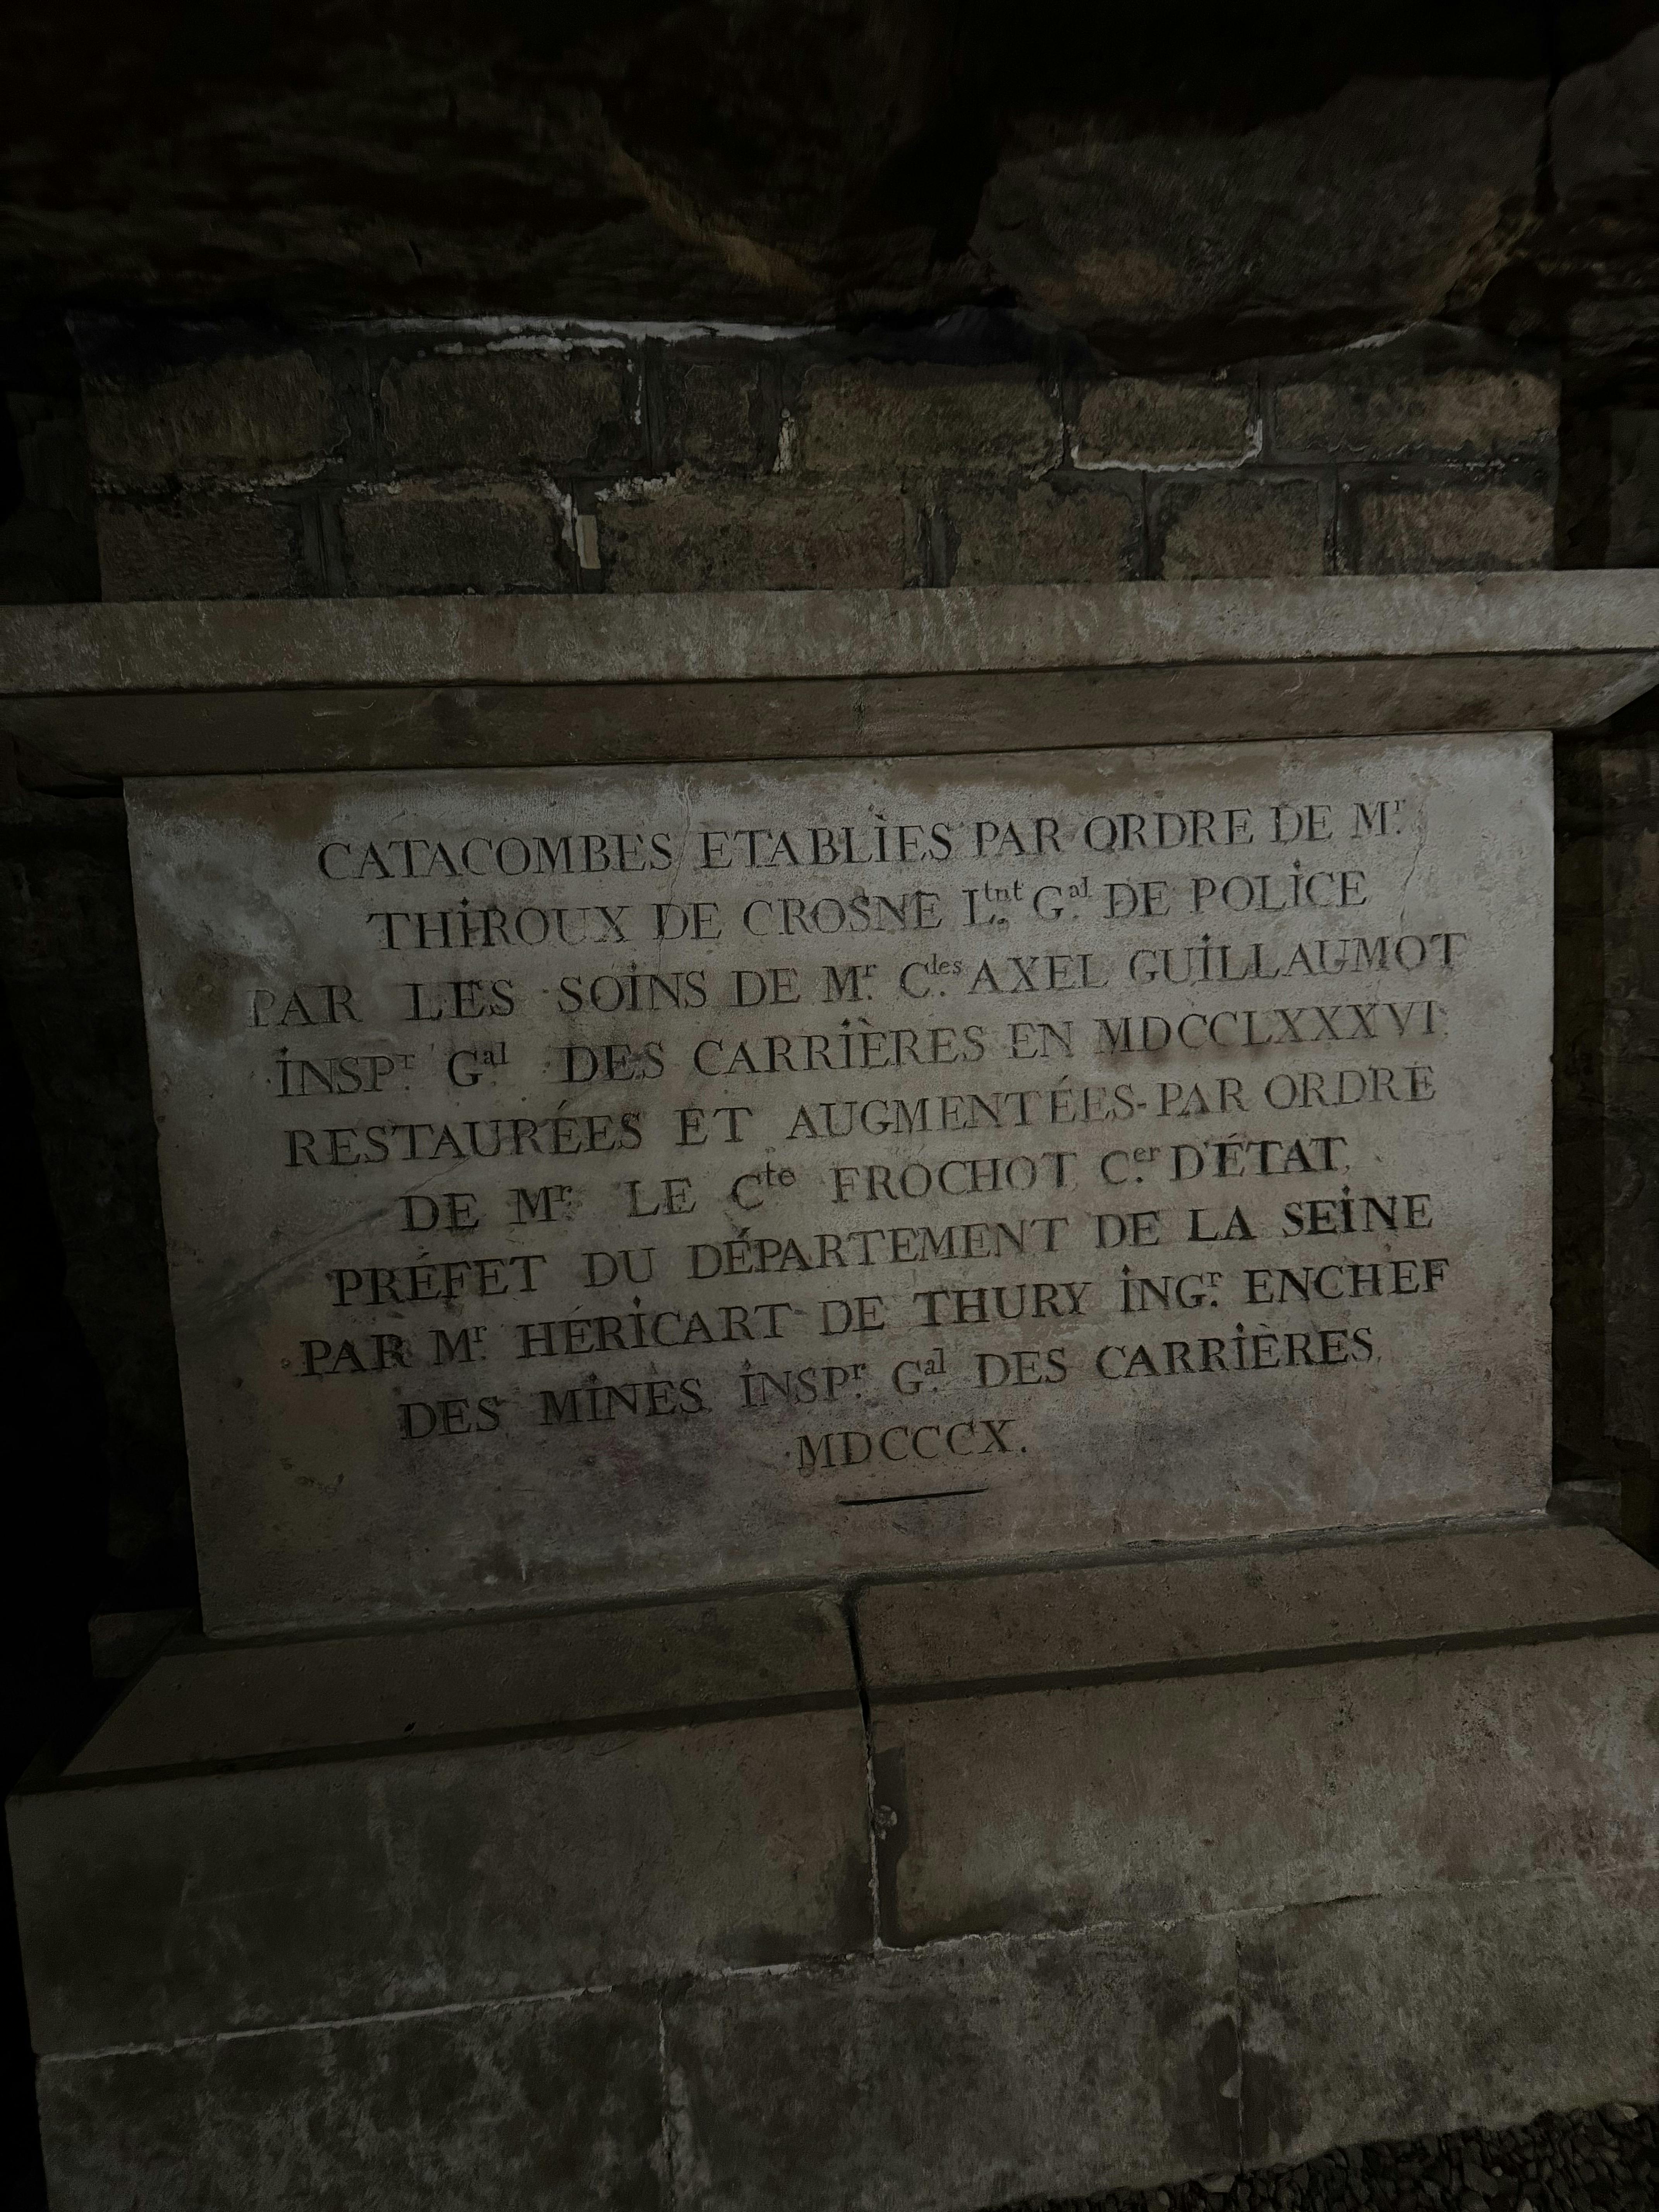 CATACOMBES ETABLIES PAR ORDRE DE Mr.
THIROUX DE CROSNE Ltnt. Gal. DE POLICE
PAR LES SOINS DE Mr. Cdes. AXEL GUILLAUMOT
INSPr. Gal. DES CARRIÈRES EN MDCCLXXXVI,
RESTAURÉES ET AUGMENTÉES PAR ORDRE
DE Mr. LE Cte FROCHOT Cer. D'ÉTAT,
PRÉFET DU DÉPARTEMENT DE LA SEINE
PAR Mr. HÉRICART DE THURY INGr. ENCHEF
DES MINES INSPr. Gal. DES CARRIÈRES,
MDCCCX.